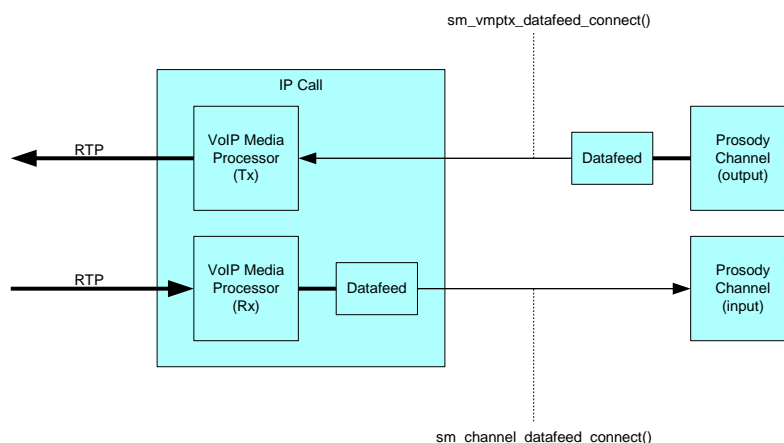 sm_vmptx_datafeed_connect()
IP Call
VoIP Media
Processor
(Tx)
RTP
Datafeed
Prosody
Channel
(output)
RTP
VoIP Media
Processor
(Rx)
Datafeed
Prosody
Channel
(input)
sm_channel_datafeed_connect()